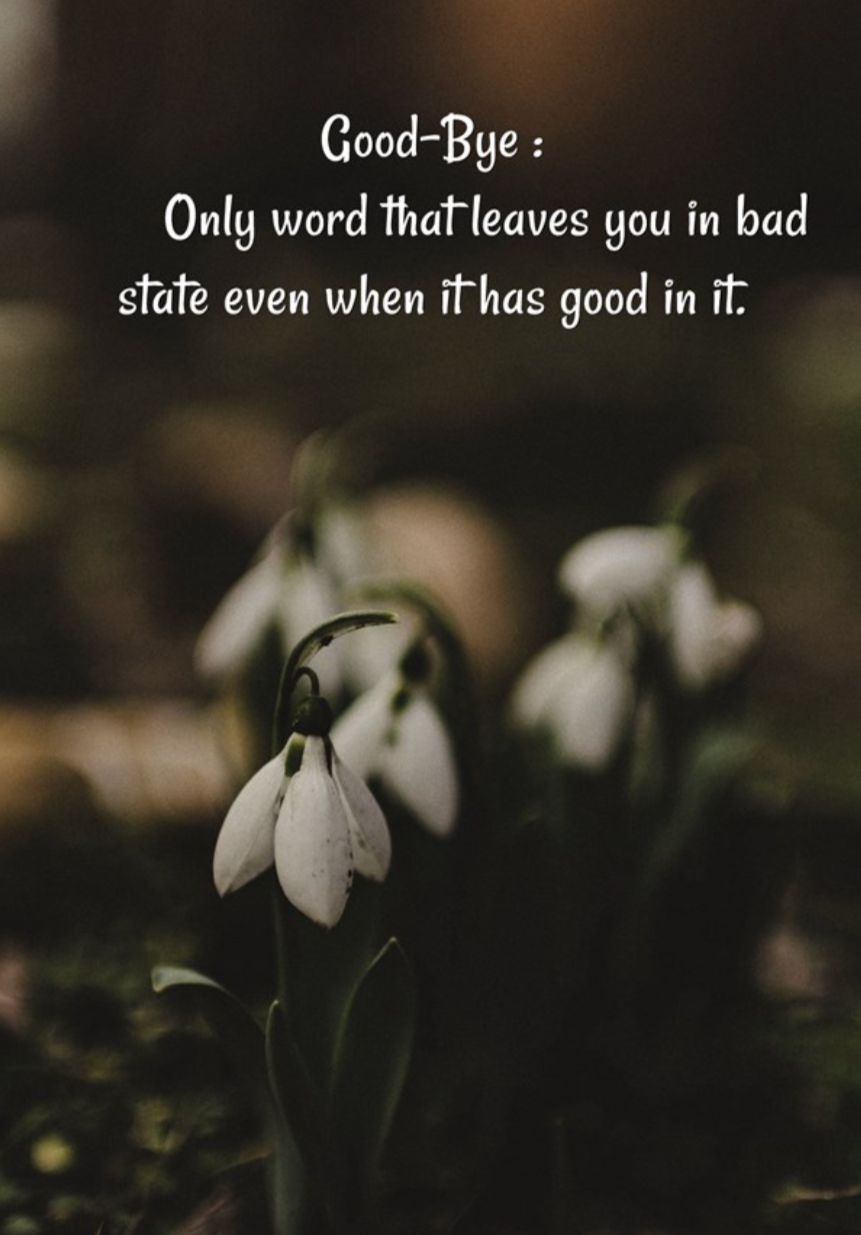 Good-Bye :
Only word that leaves you in bad
state even when it has good in it.